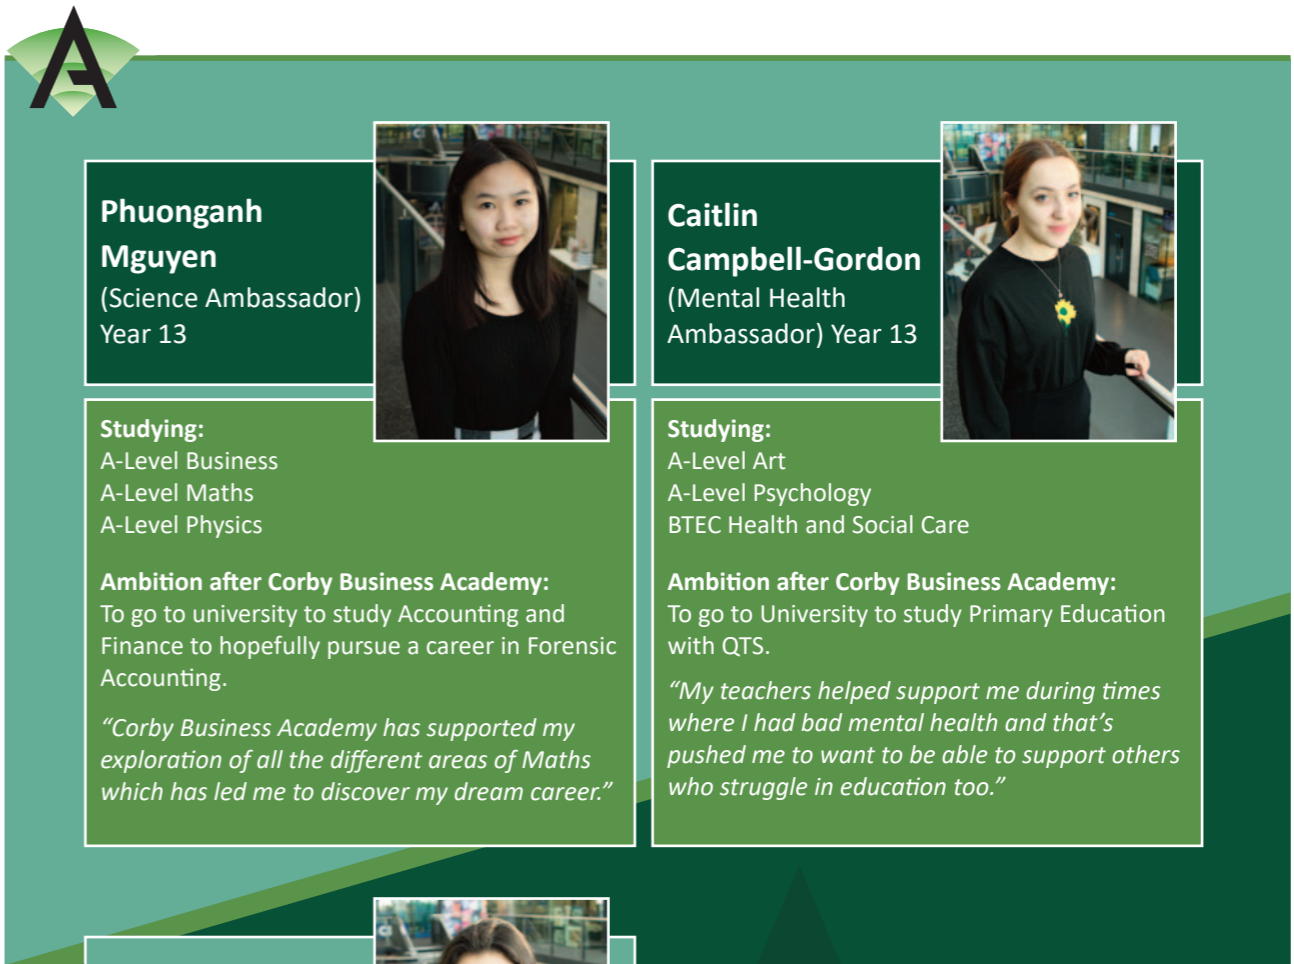 Phuonganh
Mguyen
(Science Ambassador)
Year 13
Studying:
A-Level Business
A-Level Maths
A-Level Physics
Ambition after Corby Business Academy:
To go to university to study Accounting and
Finance to hopefully pursue a career in Forensic
Accounting.
“Corby Business Academy has supported my
exploration of all the different areas of Maths
which has led me to discover my dream career.”
Caitlin
Campbell-Gordon
(Mental Health
Ambassador) Year 13
Studying:
A-Level Art
A-Level Psychology
BTEC Health and Social Care
Ambition after Corby Business Academy:
To go to University to study Primary Education
with QTS.
“My teachers helped support me during times
where I had bad mental health and that’s
pushed me to want to be able to support others
who struggle in education too.”